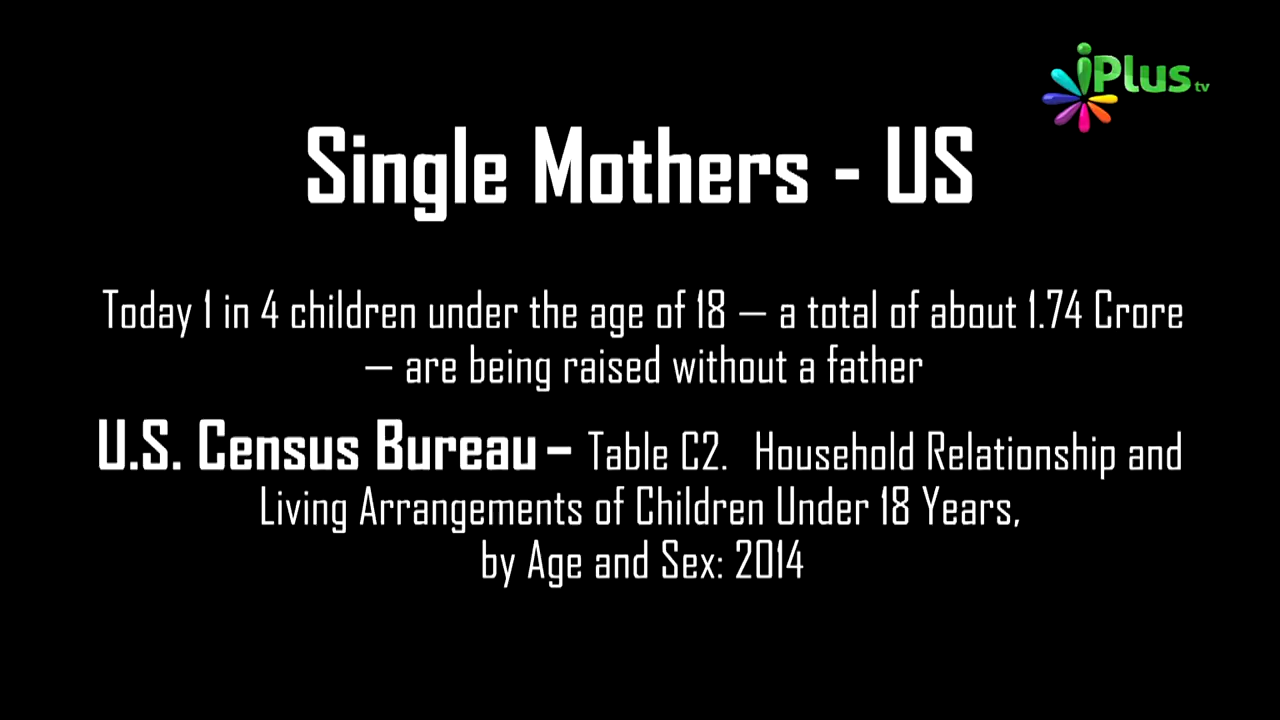 iPlus tv
Single Mothers - US
Today 1 in 4 children under the age of 18 — a total of about 1.74 Crore
— are being raised without a father
U.S. Census Bureau – Table C2. Household Relationship and
Living Arrangements of Children Under 18 Years,
by Age and Sex: 2014